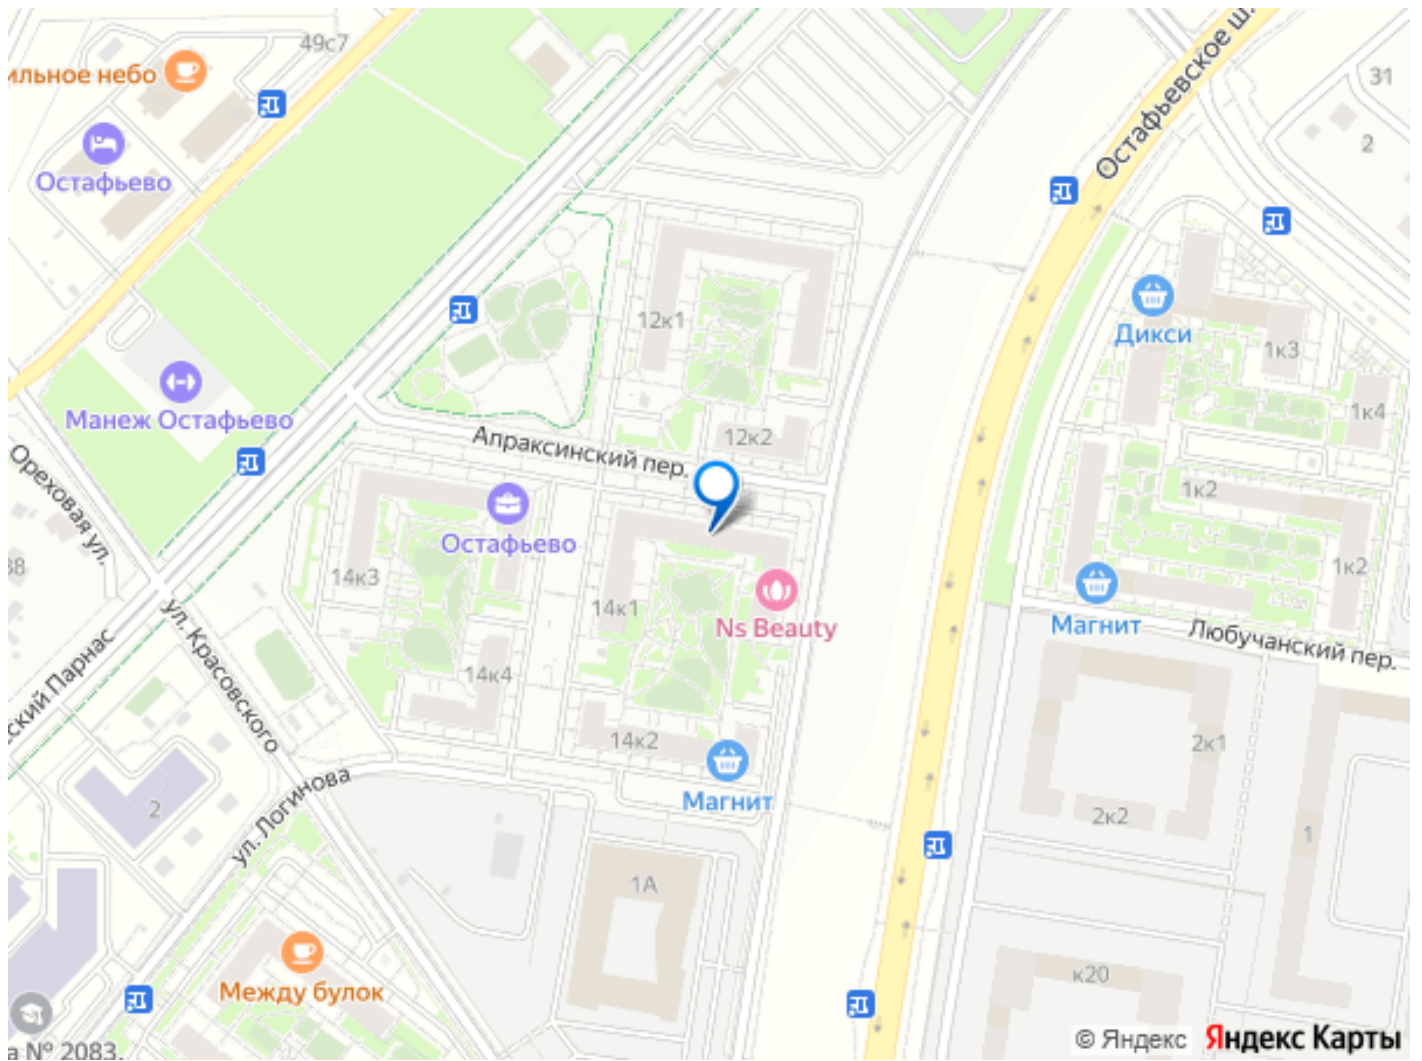 49с7
ильное небо
Остафьевское ш.
31
2
Остафьево
12к1
Дикси
1к3
1к4
Манеж Остафьево
Апраксинский пер.
12к2
Ореховая ул.
1к2
Остафьево
14к3
14к1
38
1к2
Ns Beauty
Магнит
Любучанский пер.
ул. Красовского
ский Парнас
14к4
14к2
2к1
Магнит
ул. Логинова
2
2к2
1
1А
Между булок
к20
а № 2083,
© Яндекс Яндекс Карты